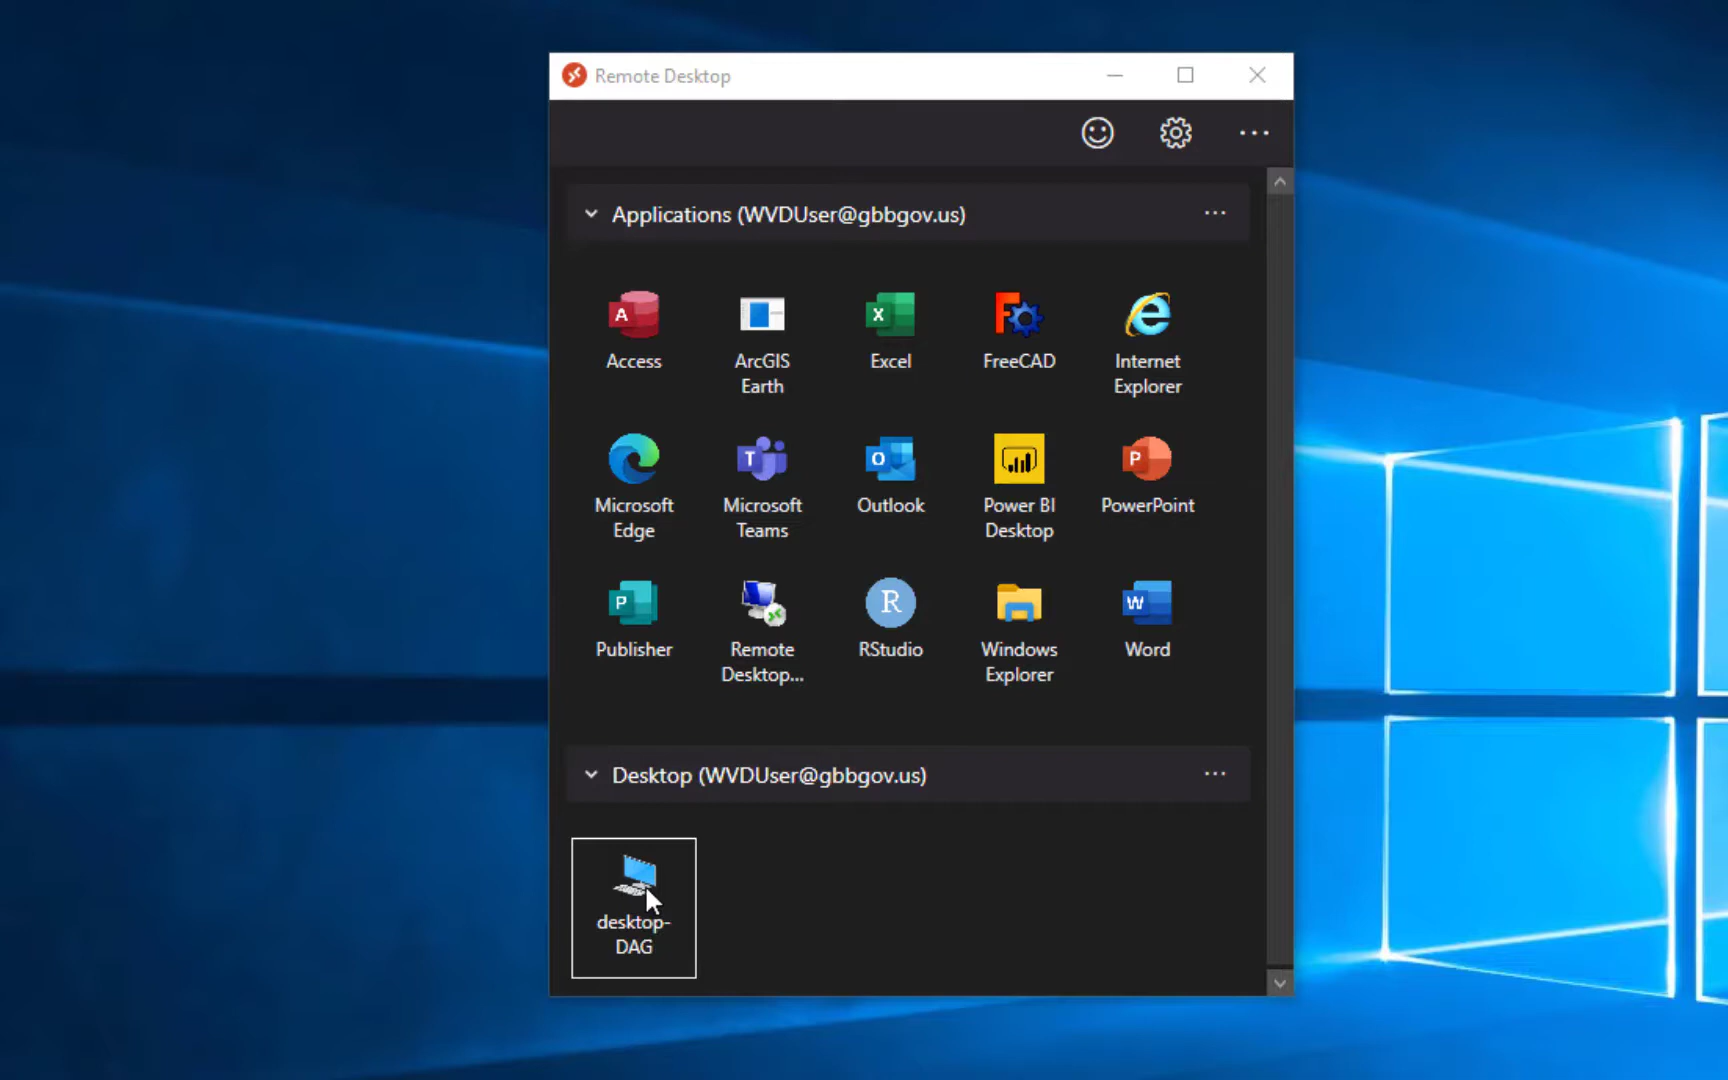 Remote Desktop
Applications (WVDUser@gbbgov.us)
Access
ArcGIS
Earth
Excel
FreeCAD
Internet
Explorer
Microsoft
Edge
Microsoft
Teams
Outlook
Power BI
Desktop
PowerPoint
Publisher
Remote
Desktop...
RStudio
Windows
Explorer
Word
Desktop (WVDUser@gbbgov.us)
desktop-
DAG